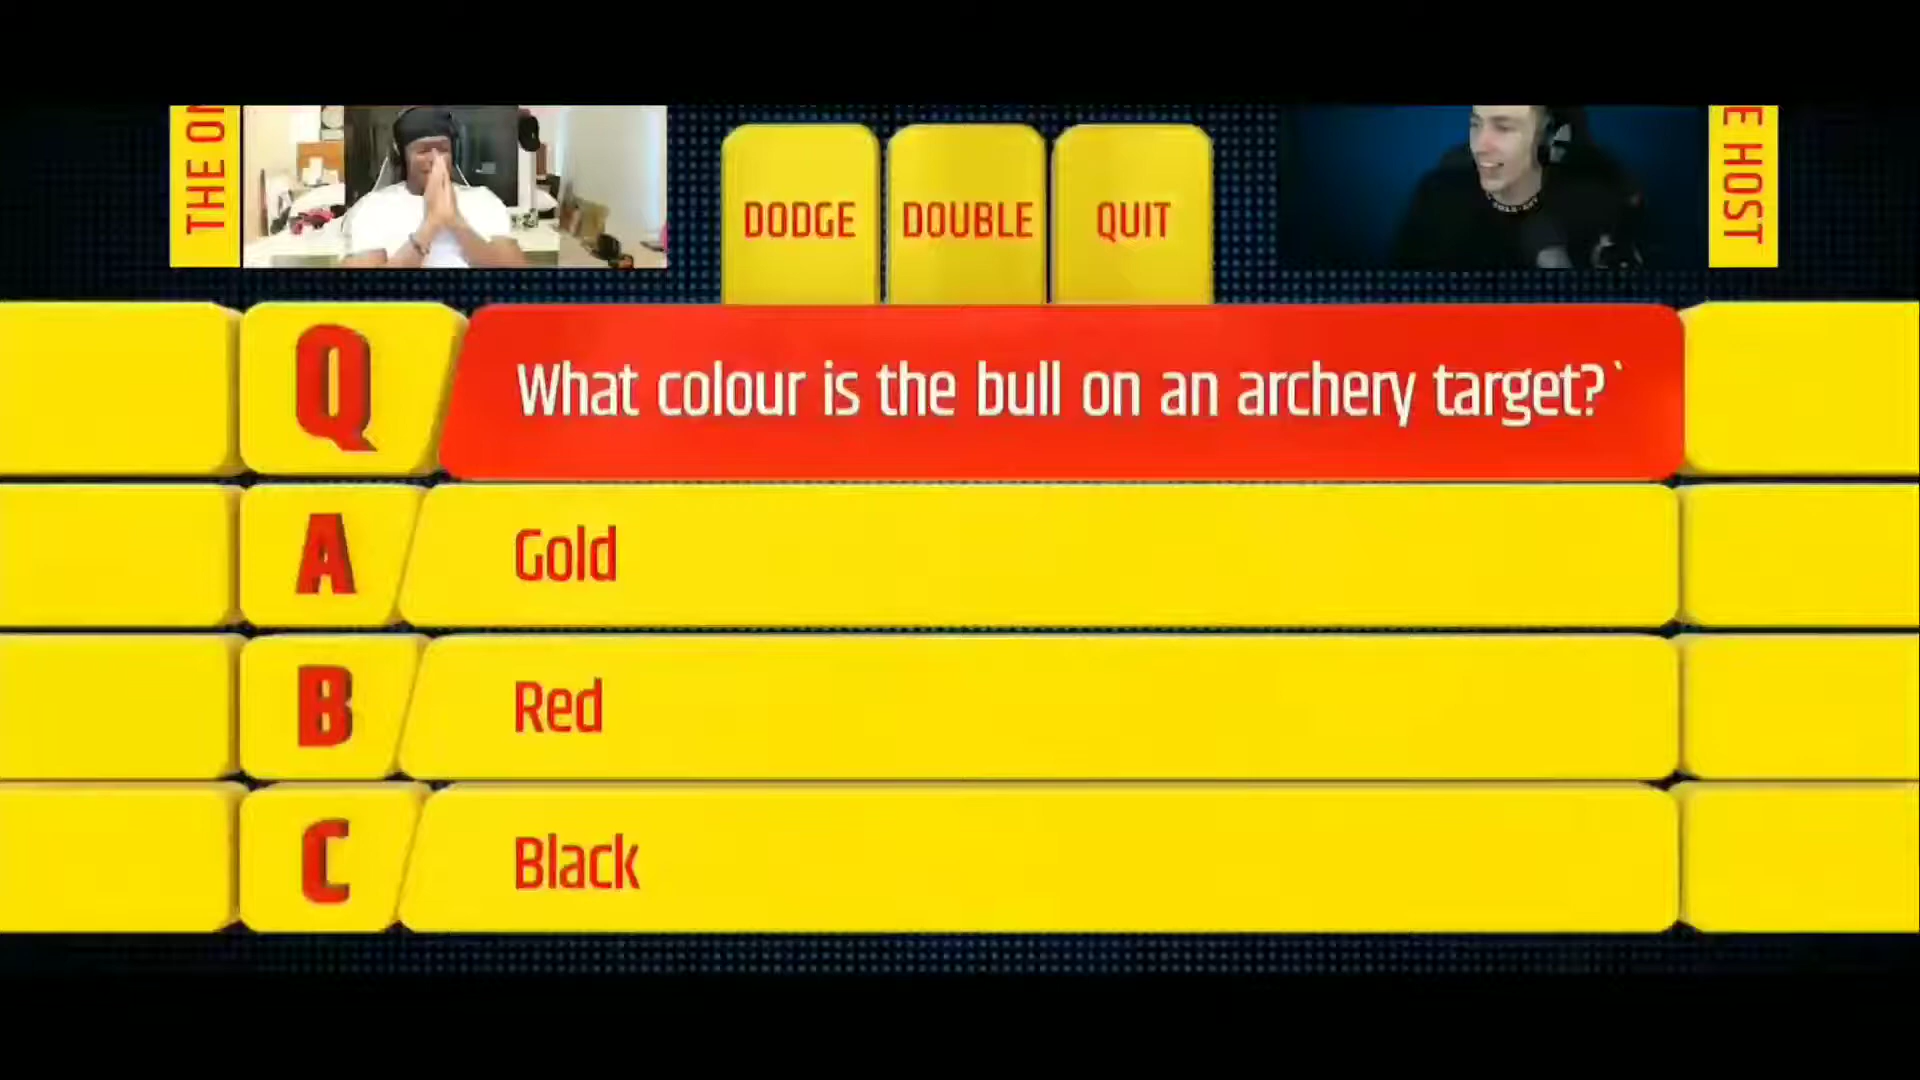 THE O
DODGE
DOUBLE
QUIT
E HOST
Q
What colour is the bull on an archery target?`
A
Gold
B
Red
C
Black